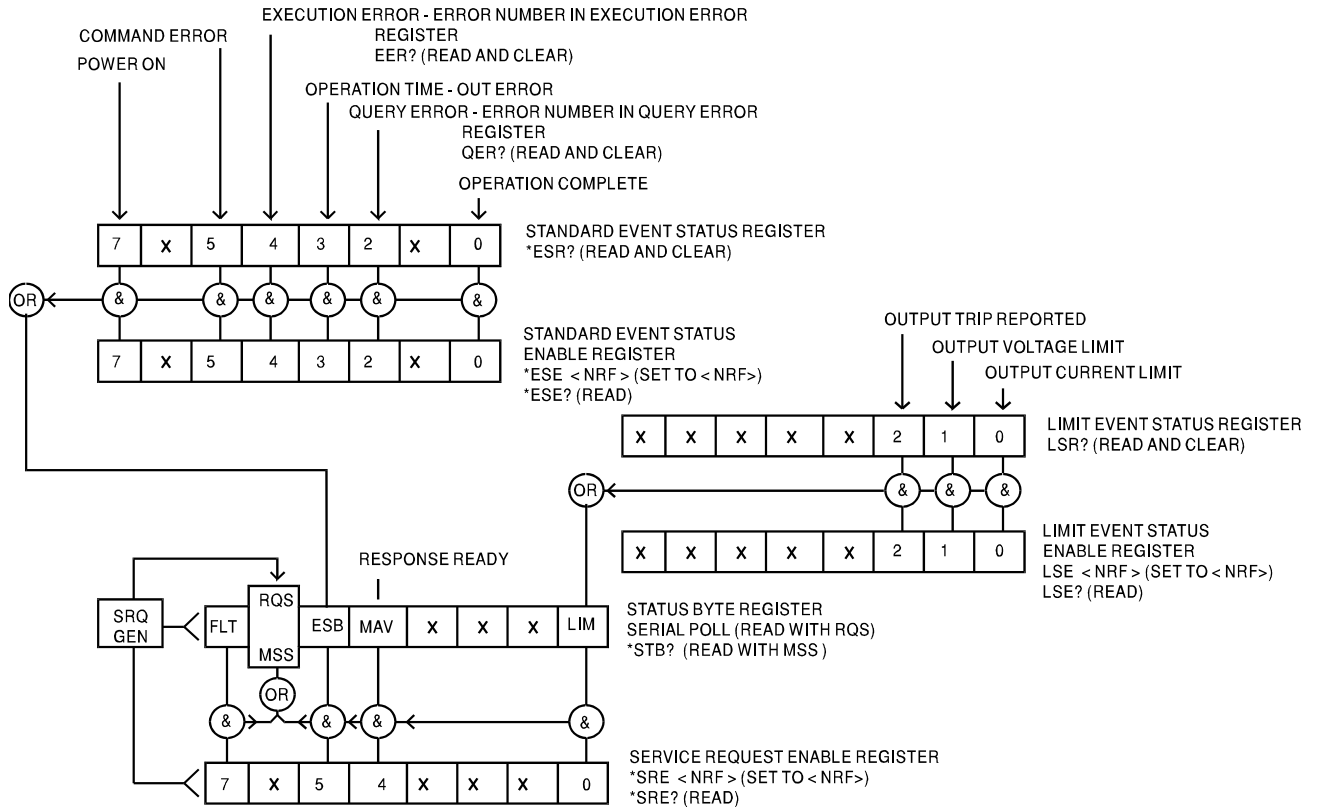 EXECUTION ERROR - ERROR NUMBER IN EXECUTION ERROR
REGISTER
EER? (READ AND CLEAR)
COMMAND ERROR
POWER ON
OPERATION TIME - OUT ERROR
QUERY ERROR - ERROR NUMBER IN QUERY ERROR
REGISTER
QER? (READ AND CLEAR)
OPERATION COMPLETE
7 X 5 4 3 2 X 0
STANDARD EVENT STATUS REGISTER
*ESR? (READ AND CLEAR)
OR & & & & & &
7 X 5 4 3 2 X 0
STANDARD EVENT STATUS
ENABLE REGISTER
*ESE < NRF > (SET TO < NRF>)
*ESE? (READ)
OUTPUT TRIP REPORTED
OUTPUT VOLTAGE LIMIT
OUTPUT CURRENT LIMIT
X X X X X 2 1 0
LIMIT EVENT STATUS REGISTER
LSR? (READ AND CLEAR)
OR & & &
X X X X X 2 1 0
LIMIT EVENT STATUS
ENABLE REGISTER
LSE < NRF > (SET TO < NRF>)
LSE? (READ)
RESPONSE READY
SRQ
GEN
FLT
RQS
MSS
ESB MAV X X X LIM
STATUS BYTE REGISTER
SERIAL POLL (READ WITH RQS)
*STB? (READ WITH MSS )
OR
& & & &
7 X 5 4 X X X 0
SERVICE REQUEST ENABLE REGISTER
*SRE < NRF > (SET TO < NRF>)
*SRE? (READ)